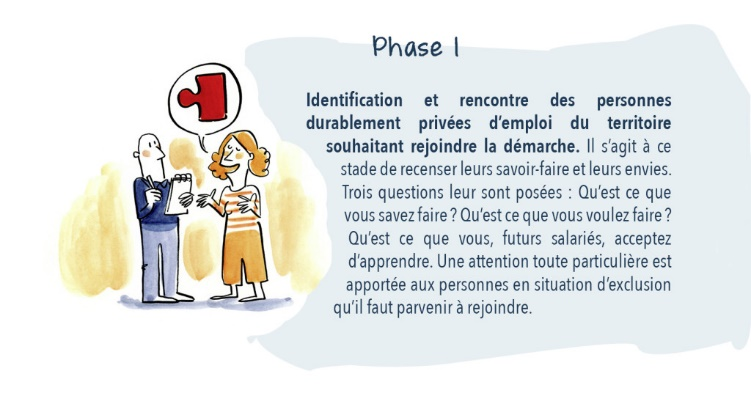 Phase 1
Identification et rencontre des personnes
durablement privées d'emploi du territoire
souhaitant rejoindre la démarche. Il s'agit à ce
stade de recenser leurs savoir-faire et leurs envies.
Trois questions leur sont posées : Qu'est ce que
vous savez faire ? Qu'est ce que vous voulez faire ?
Qu'est ce que vous, futurs salariés, acceptez
d'apprendre. Une attention toute particulière est
apportée aux personnes en situation d'exclusion
qu'il faut parvenir à rejoindre.